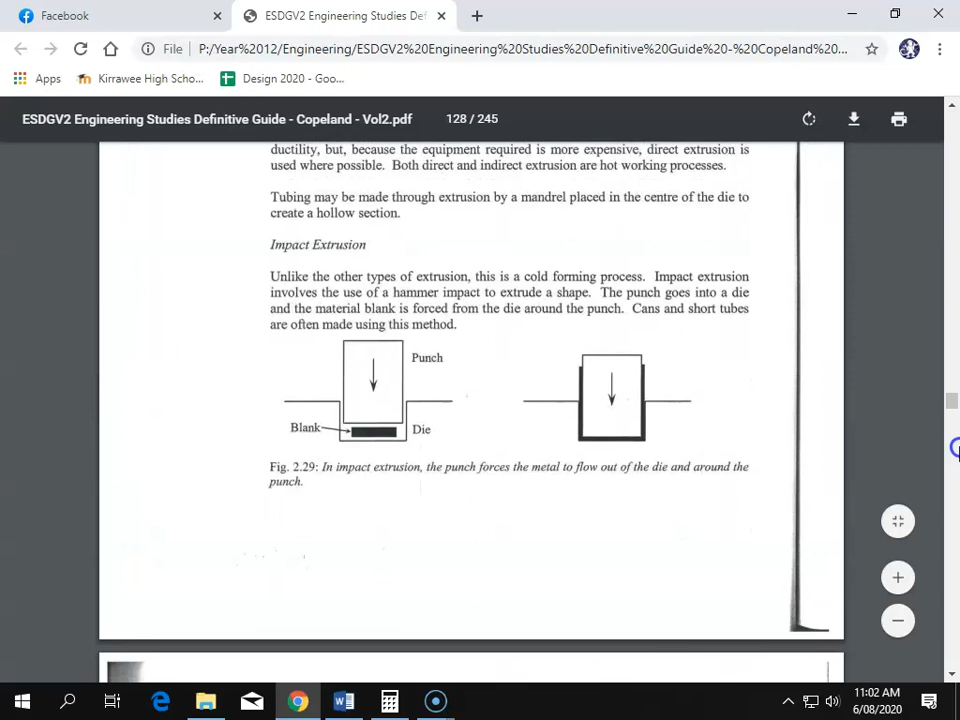 Facebook
ESDGV2 Engineering Studies Def
File
P:/Year%2012/Engineering/ESDGV2%20Engineering%20Studies%20Definitive%20Guide%20-%20Copeland%20...
Apps
Kirrawee High Scho...
Design 2020 - Goo...
ESDGV2 Engineering Studies Definitive Guide - Copeland - Vol2.pdf
128 / 245
ductility, but, because the equipment required is more expensive, direct extrusion is
used where possible. Both direct and indirect extrusion are hot working processes.
Tubing may be made through extrusion by a mandrel placed in the centre of the die to
create a hollow section.
Impact Extrusion
Unlike the other types of extrusion, this is a cold forming process. Impact extrusion
involves the use of a hammer impact to extrude a shape. The punch goes into a die
and the material blank is forced from the die around the punch. Cans and short tubes
are often made using this method.
Punch
Blank
Die
Fig. 2.29: In impact extrusion, the punch forces the metal to flow out of the die and around the
punch.
11:02 AM
6/08/2020